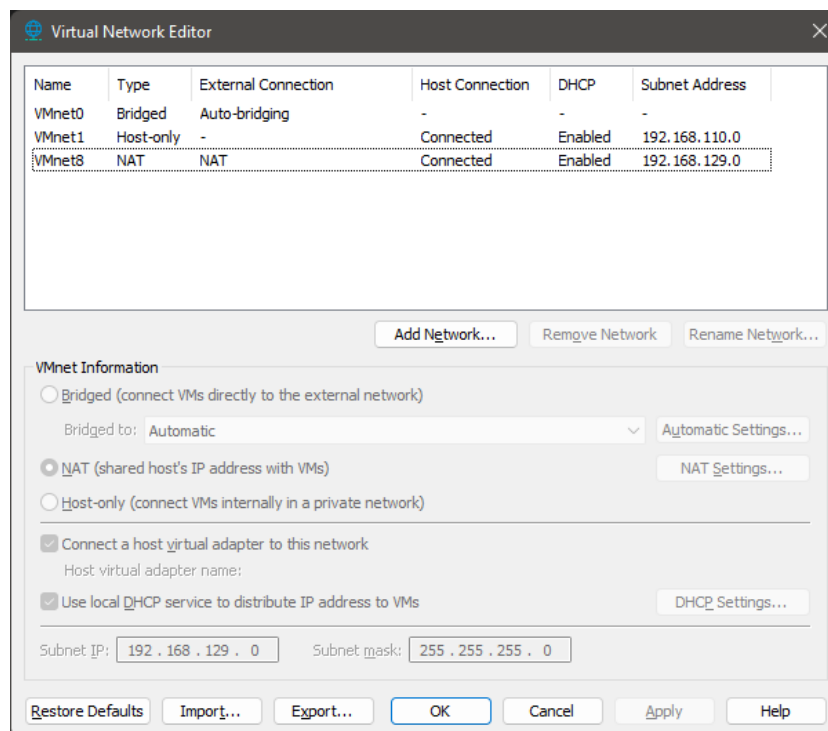 Virtual Network Editor
Name Type External Connection Host Connection DHCP Subnet Address
VMnet0 Bridged Auto-bridging - - -
VMnet1 Host-only - Connected Enabled 192.168.110.0
VMnet8 NAT NAT Connected Enabled 192.168.129.0
Add Network... Remove Network Rename Network...
VMnet Information
Bridged (connect VMs directly to the external network)
Bridged to: Automatic Automatic Settings...
NAT (shared host's IP address with VMs) NAT Settings...
Host-only (connect VMs internally in a private network)
Connect a host virtual adapter to this network
Host virtual adapter name:
Use local DHCP service to distribute IP address to VMs DHCP Settings...
Subnet IP: 192 . 168 . 129 . 0 Subnet mask: 255 . 255 . 255 . 0
Restore Defaults Import... Export... OK Cancel Apply Help